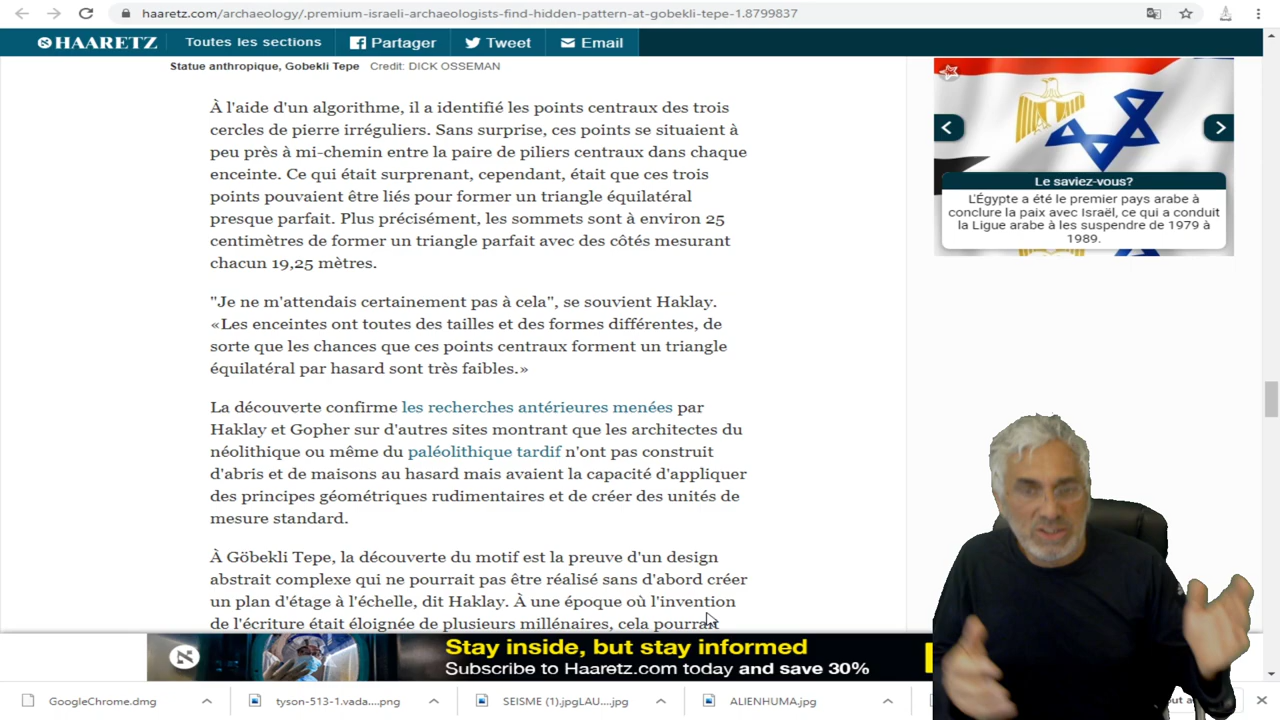 haaretz.com/archaeology/.premium-israeli-archaeologists-find-hidden-pattern-at-gobekli-tepe-1.8799837
HAARETZ
Toutes les sections
Partager
Tweet
Email
Statue anthropique, Gobekli Tepe Credit: DICK OSSEMAN
À l'aide d'un algorithme, il a identifié les points centraux des trois
cercles de pierre irréguliers. Sans surprise, ces points se situaient à
peu près à mi-chemin entre la paire de piliers centraux dans chaque
enceinte. Ce qui était surprenant, cependant, était que ces trois
points pouvaient être liés pour former un triangle équilatéral
presque parfait. Plus précisément, les sommets sont à environ 25
centimètres de former un triangle parfait avec des côtés mesurant
chacun 19,25 mètres.
"Je ne m'attendais certainement pas à cela", se souvient Haklay.
«Les enceintes ont toutes des tailles et des formes différentes, de
sorte que les chances que ces points centraux forment un triangle
équilatéral par hasard sont très faibles.»
La découverte confirme les recherches antérieures menées par
Haklay et Gopher sur d'autres sites montrant que les architectes du
néolithique ou même du paléolithique tardif n'ont pas construit
d'abris et de maisons au hasard mais avaient la capacité d'appliquer
des principes géométriques rudimentaires et de créer des unités de
mesure standard.
À Göbekli Tepe, la découverte du motif est la preuve d'un design
abstrait complexe qui ne pourrait pas être réalisé sans d'abord créer
un plan d'étage à l'échelle, dit Haklay. À une époque où l'invention
de l'écriture était éloignée de plusieurs millénaires, cela pourrait
Le saviez-vous?
L'Égypte a été le premier pays arabe à
conclure la paix avec Israël, ce qui a conduit
la Ligue arabe à les suspendre de 1979 à
1989.
Stay inside, but stay informed
Subscribe to Haaretz.com today and save 30%
GoogleChrome.dmg
tyson-513-1.vada....png
SEISME (1).jpgLAU....jpg
ALIENHUMA.jpg